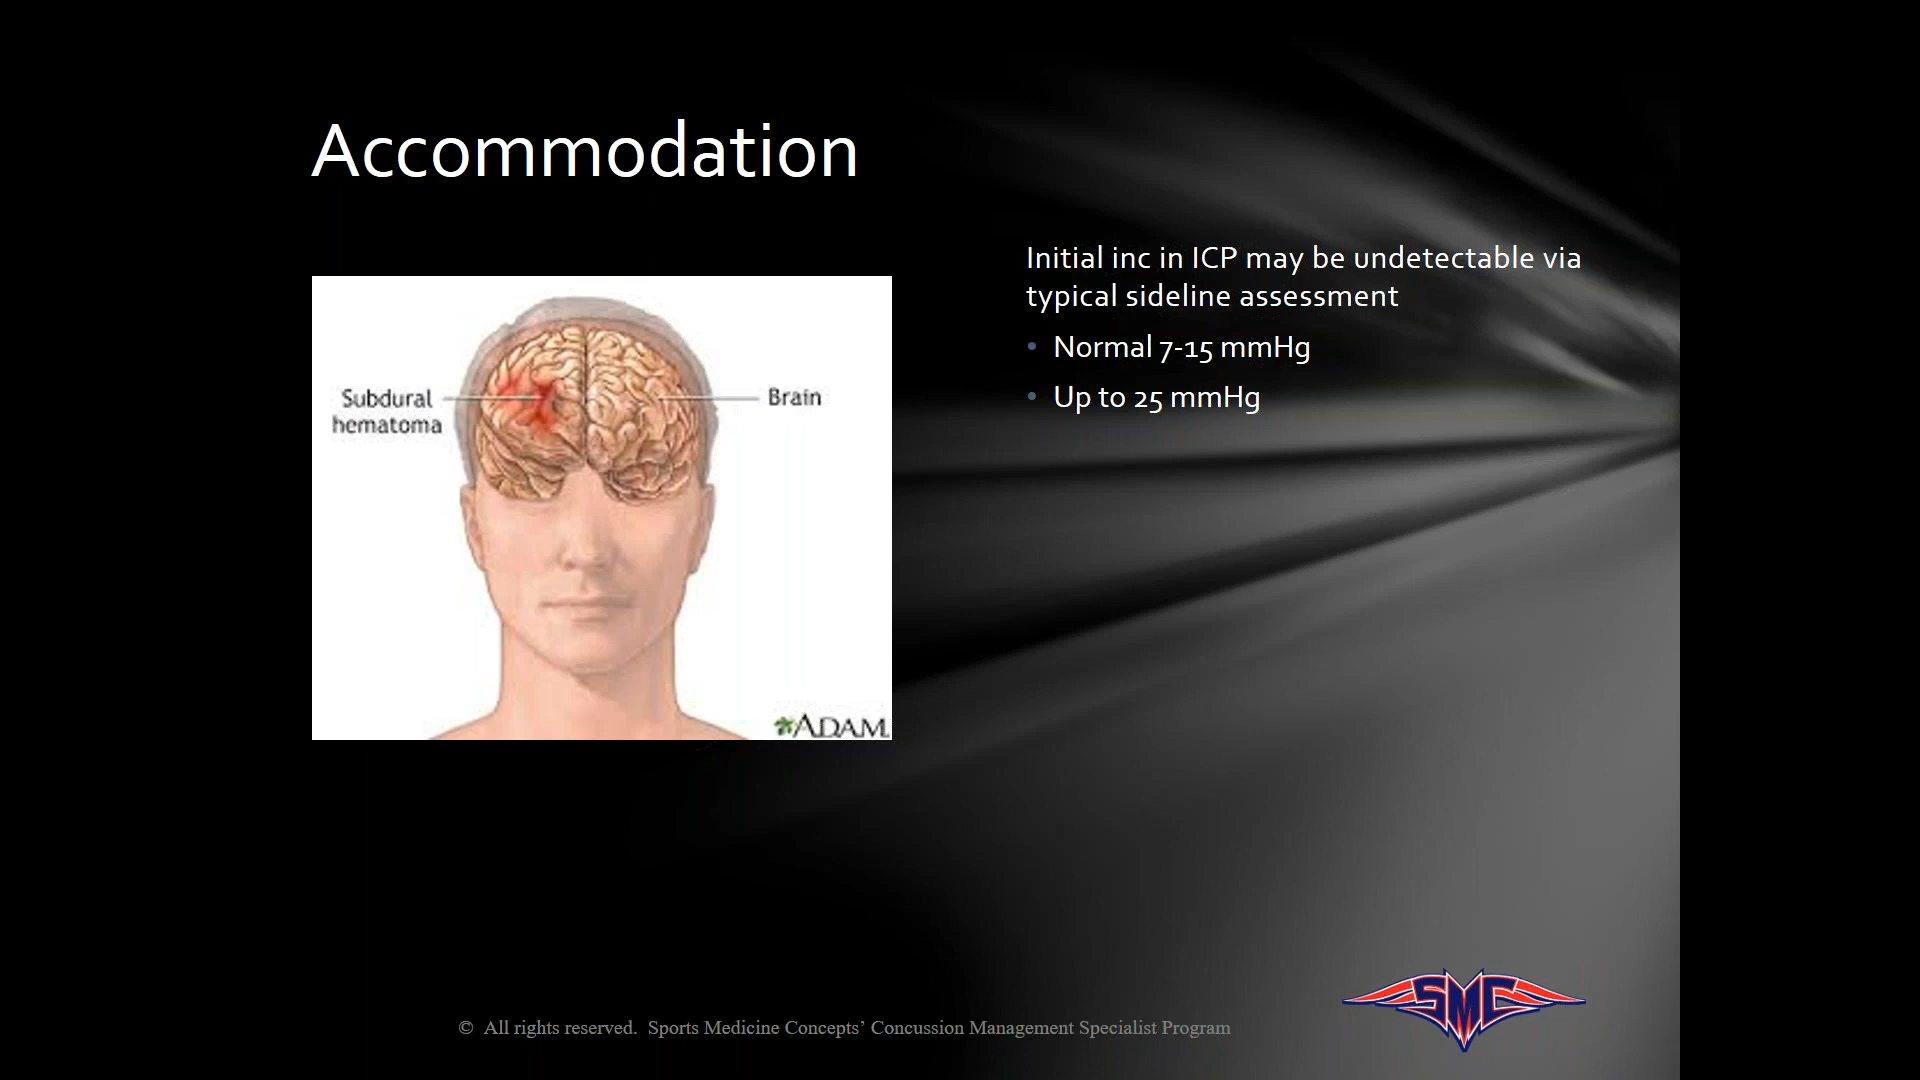 Accommodation
Initial inc in ICP may be undetectable via
typical sideline assessment
• Normal 7-15 mmHg
• Up to 25 mmHg
Subdural
hematoma
Brain
ADAM.
SMC
© All rights reserved. Sports Medicine Concepts’ Concussion Management Specialist Program